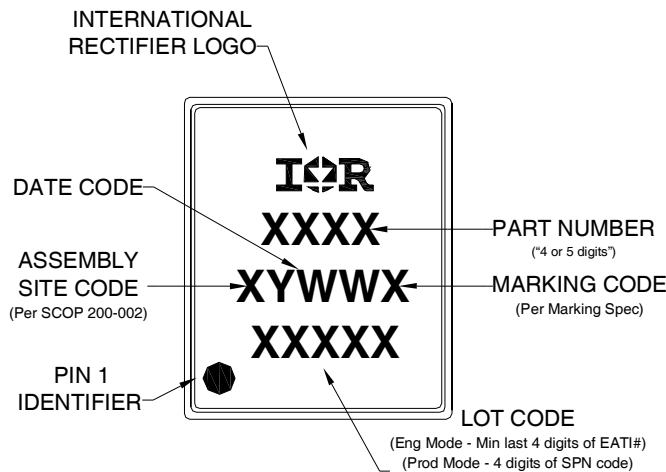 INTERNATIONAL
RECTIFIER LOGO
IOR
DATE CODE
XXXX
PART NUMBER
(“4 or 5 digits”)
ASSEMBLY
SITE CODE
(Per SCOP 200-002)
XYWWX
MARKING CODE
(Per Marking Spec)
XXXXX
PIN 1
IDENTIFIER
LOT CODE
(Eng Mode - Min last 4 digits of EATI#)
(Prod Mode - 4 digits of SPN code)